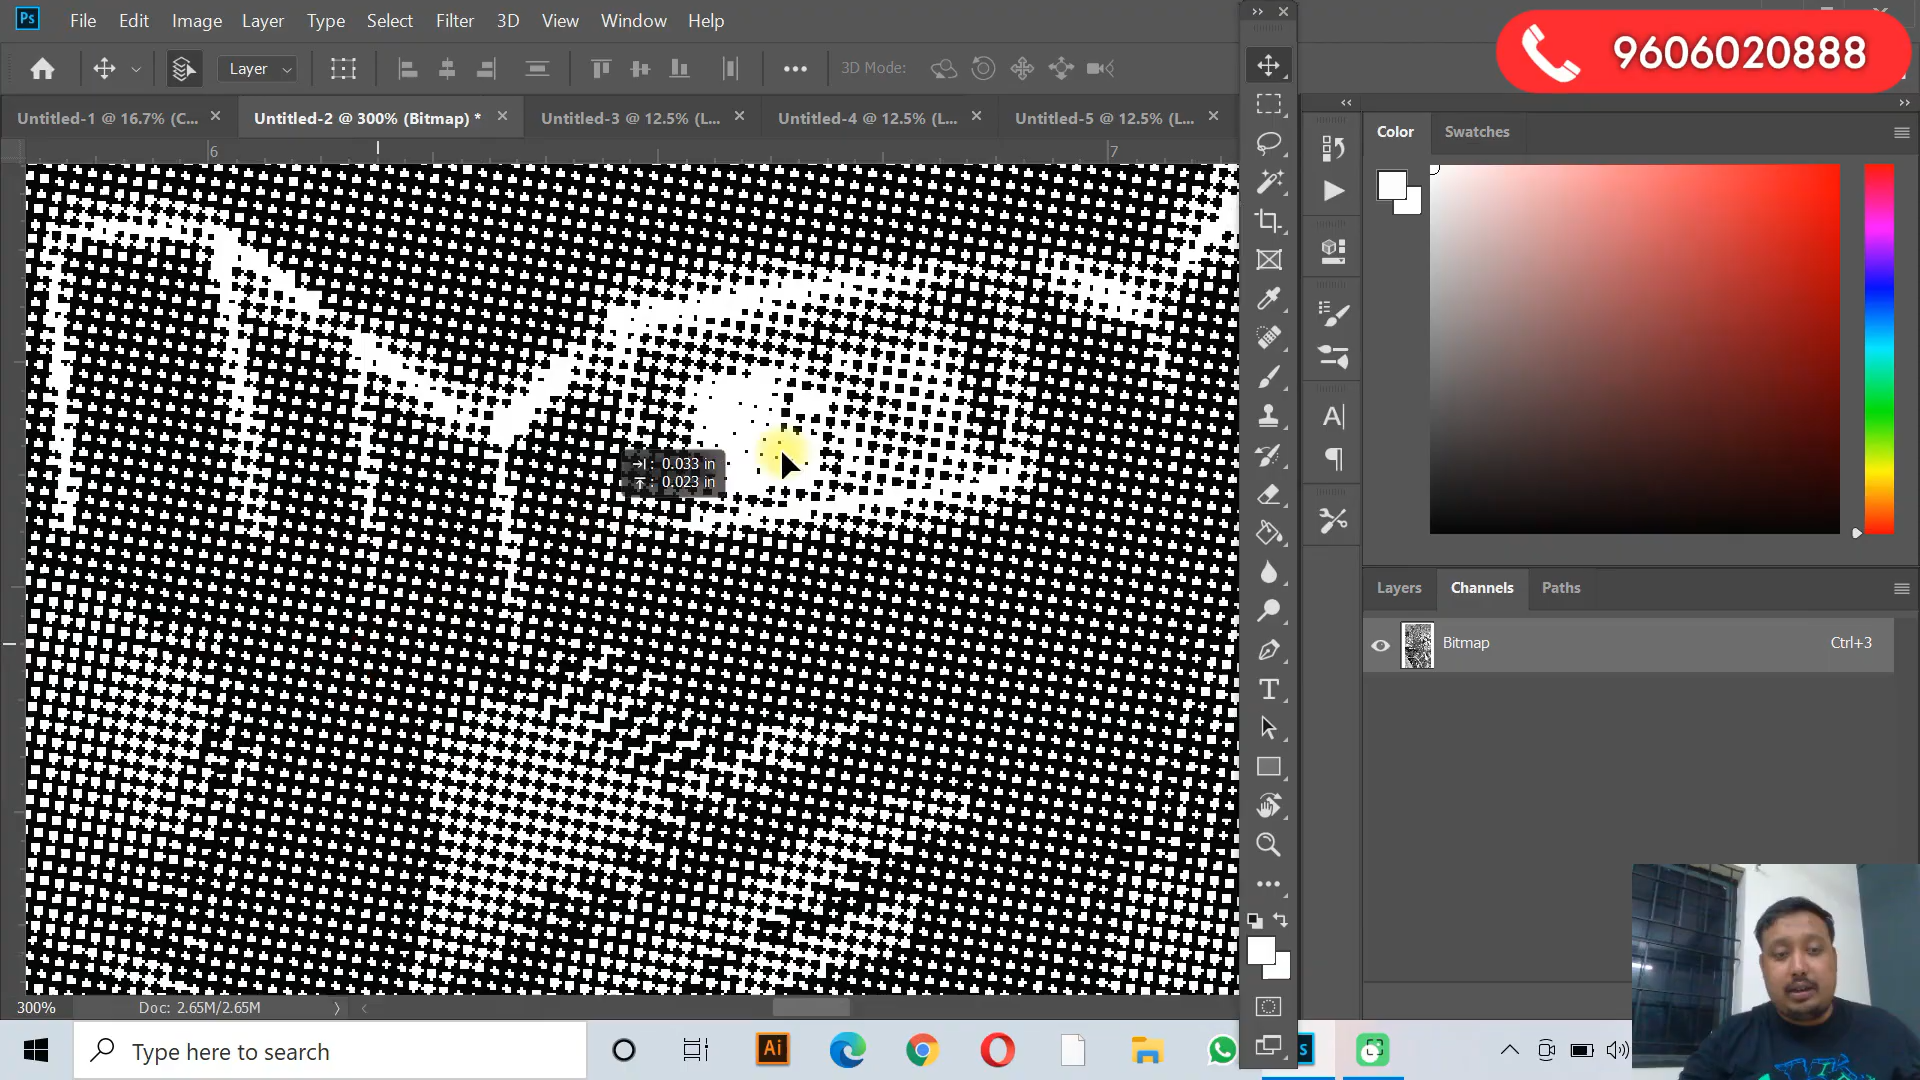 Ps File Edit Image Layer Type Select Filter 3D View Window Help
9606020888
Layer 3D Mode:
Untitled-1 @ 16.7% (C... Untitled-2 @ 300% (Bitmap) * Untitled-3 @ 12.5% (L... Untitled-4 @ 12.5% (L... Untitled-5 @ 12.5% (L...
Color Swatches
6 7
0.033 in
0.023 in
Layers Channels Paths
Bitmap Ctrl+3
300% Doc: 2.65M/2.65M
Type here to search
Ai